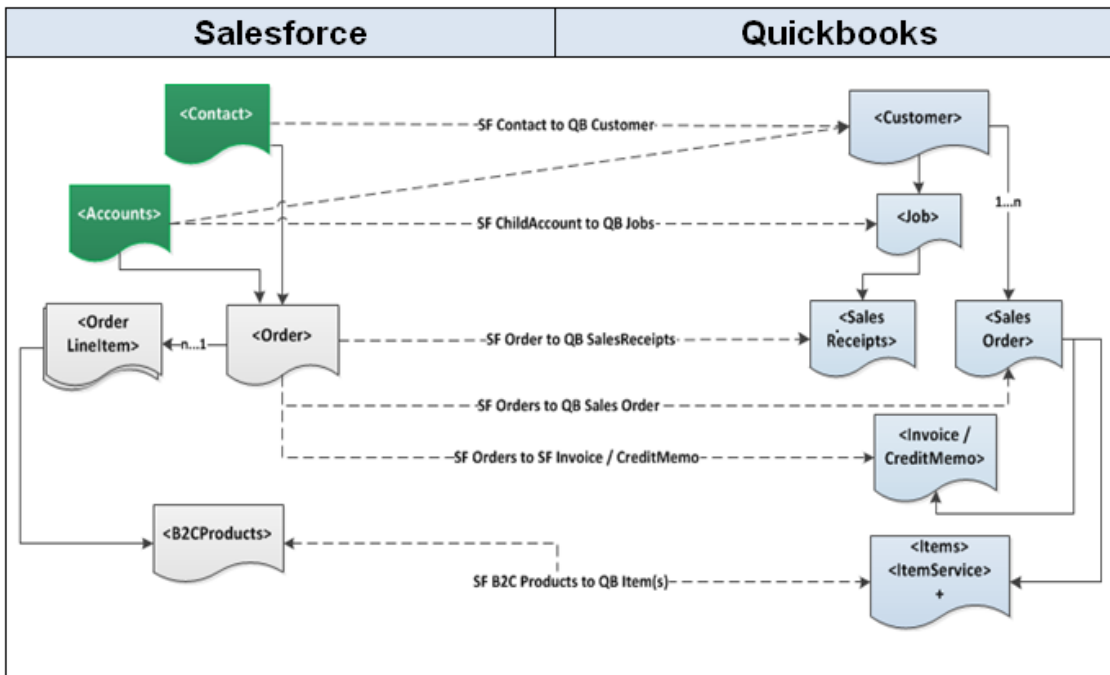 Salesforce
Quickbooks
<Contact>
SF Contact to QB Customer
<Customer>
<Accounts>
SF ChildAccount to QB Jobs
<Job>
1...n
<Order
LineItem>
n...1
<Order>
SF Order to QB SalesReceipts
<Sales
Receipts>
<Sales
Order>
SF Orders to QB Sales Order
SF Orders to SF Invoice / CreditMemo
<Invoice /
CreditMemo>
<B2CProducts>
SF B2C Products to QB Item(s)
<Items>
<ItemService>
+